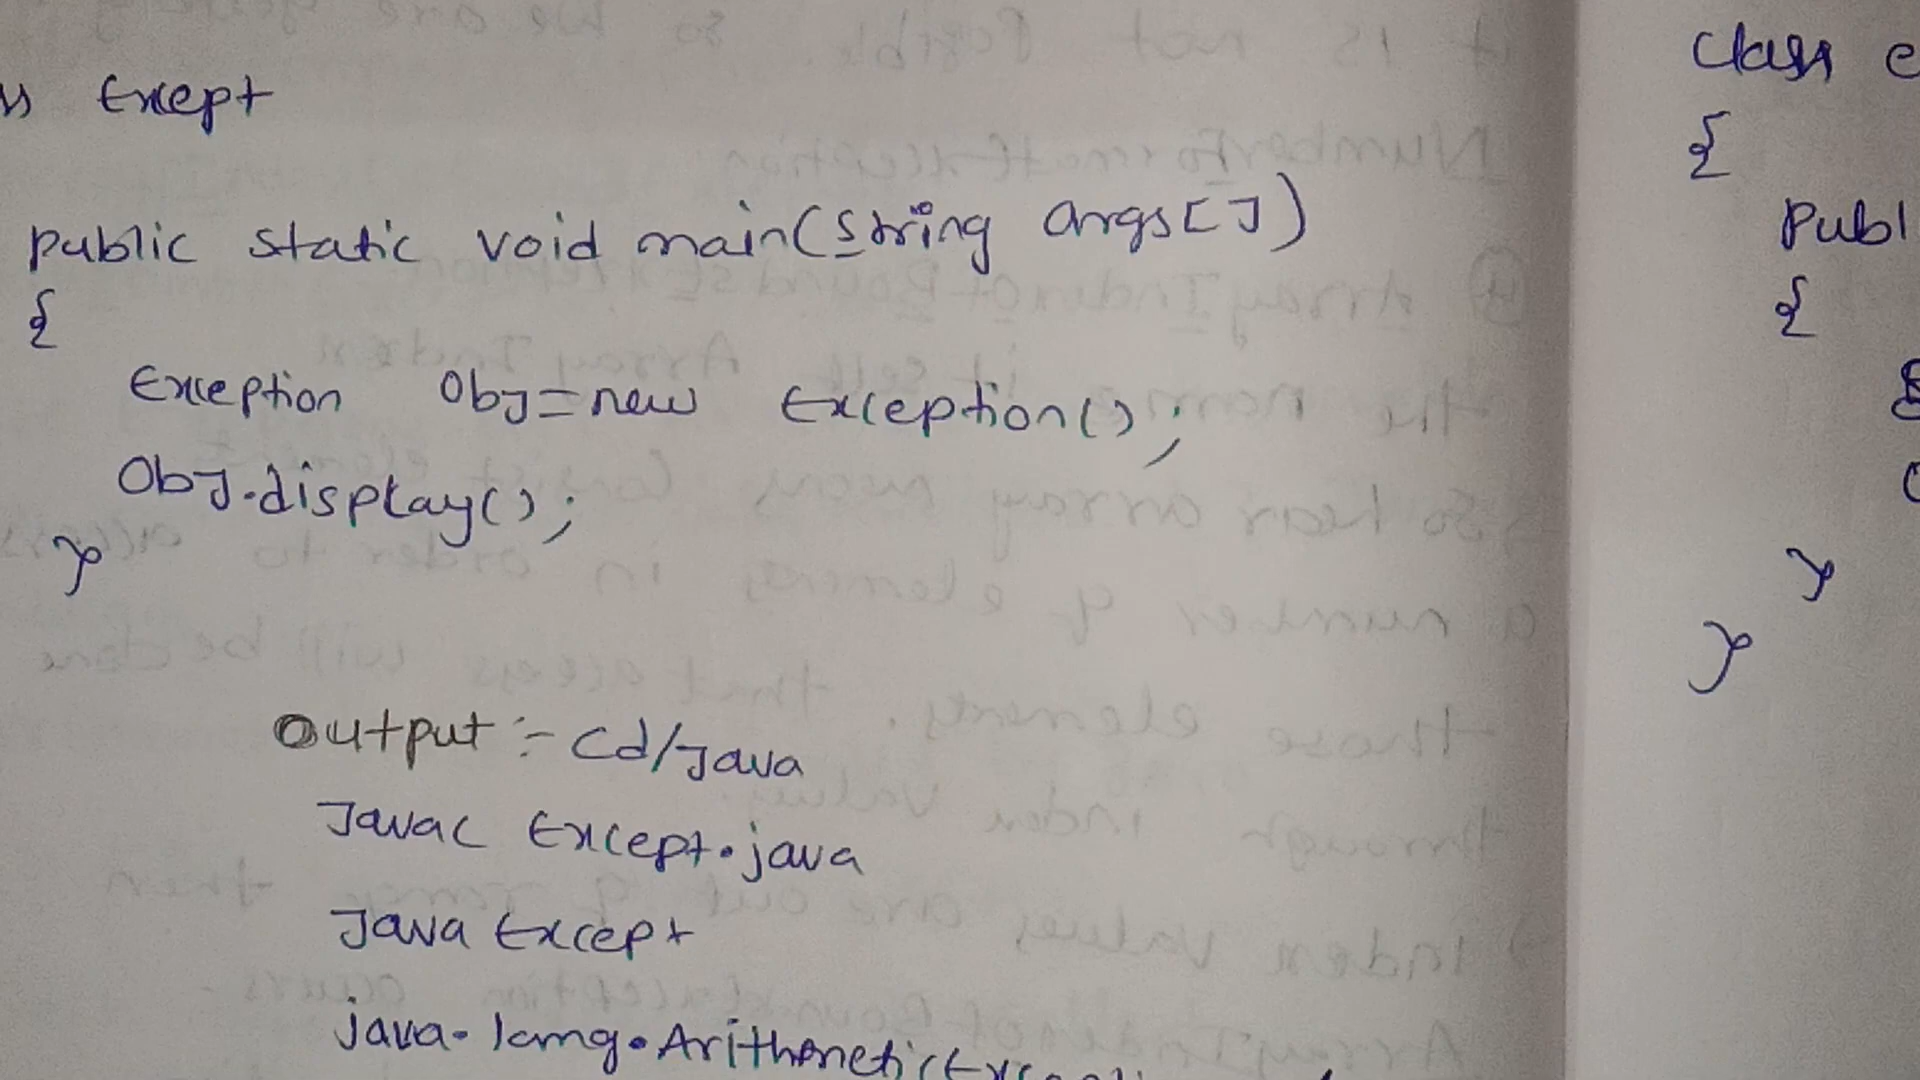 Except
public static void main(String args[])
{
Exception Obj=new Exception();
Obj.display();
}
Output :- cd/java
Javac Except.java
Java Except
java.lang.Arithmetic
Class e
{
Publ
{
}
}